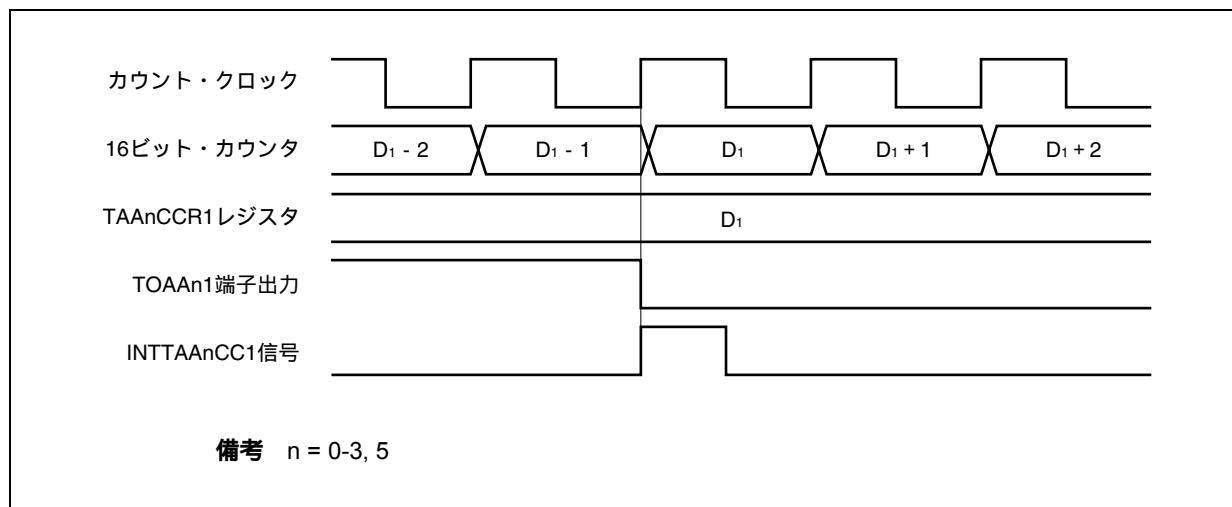 カウント・クロック
16ビット・カウンタ D₁ - 2 D₁ - 1 D₁ D₁ + 1 D₁ + 2
TAAnCCR1レジスタ D₁
TOAAn1端子出力
INTTAAnCC1信号
備考 n = 0-3, 5